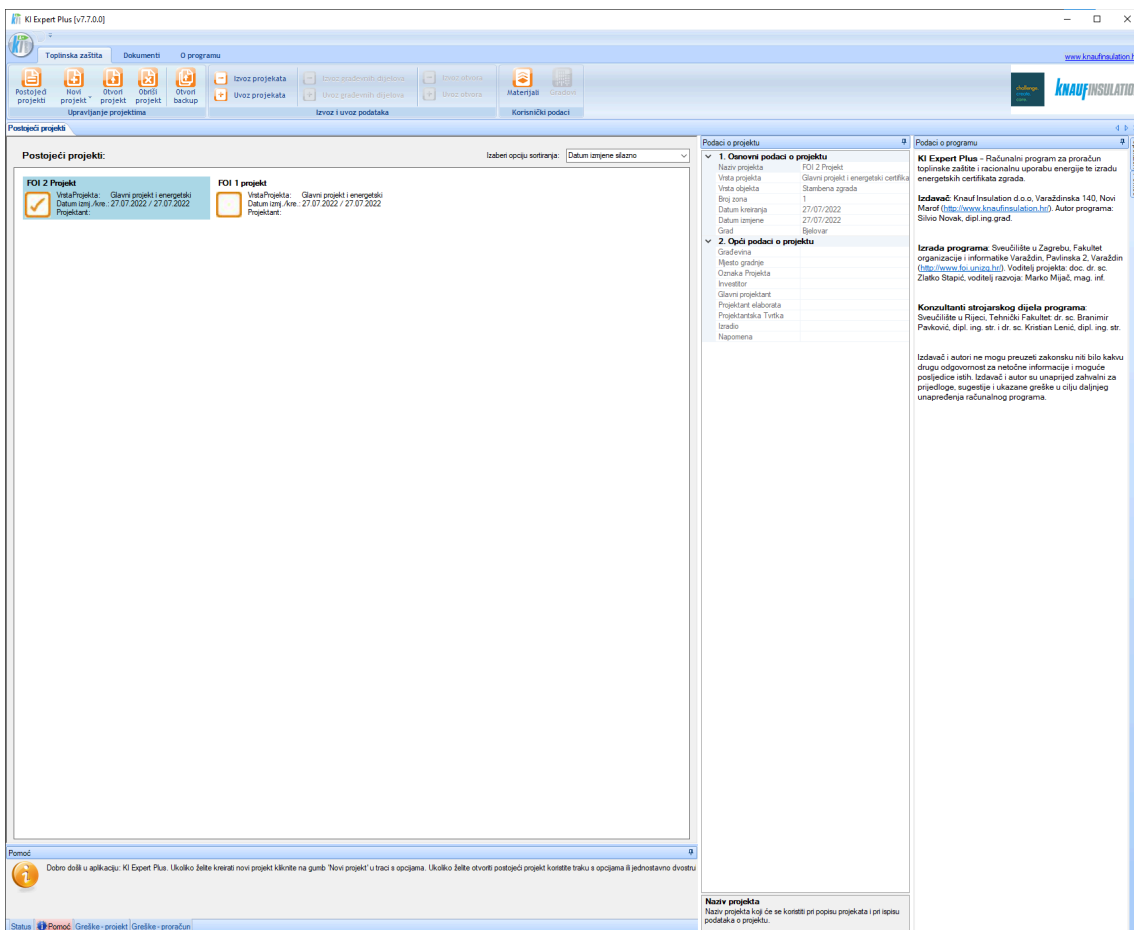 KI Expert Plus [v7.7.0.0]
Toplinska zaštita Dokumenti O programu
www.knaufinsulation.h
Postojeći projekti
Novi projekt
Otvori projekt
Obriši projekt
Otvori backup
Izvoz projekata
Uvoz projekata
Izvoz građevnih dijelova
Uvoz građevnih dijelova
Izvoz otvora
Uvoz otvora
Materijali
Gradovi
Upravljanje projektima
Izvoz i uvoz podataka
Korisnički podaci
challenge.
create.
care.
KNAUFINSULATIO
Postojeći projekti
Postojeći projekti:
Izaberi opciju sortiranja: Datum izmjene silazno
FOI 2 Projekt
VrstaProjekta: Glavni projekt i energetski
Datum izmj./kre.: 27.07.2022 / 27.07.2022
Projektant:
FOI 1 projekt
VrstaProjekta: Glavni projekt i energetski
Datum izmj./kre.: 27.07.2022 / 27.07.2022
Projektant:
Podaci o projektu
1. Osnovni podaci o projektu
Naziv projekta FOI 2 Projekt
Vrsta projekta Glavni projekt i energetski certifika
Vrsta objekta Stambena zgrada
Broj zona 1
Datum kreiranja 27/07/2022
Datum izmjene 27/07/2022
Grad Bjelovar
2. Opći podaci o projektu
Građevina
Mjesto gradnje
Oznaka Projekta
Investitor
Glavni projektant
Projektant elaborata
Projektantska Tvrtka
Izradio
Napomena
Naziv projekta
Naziv projekta koji će se koristiti pri popisu projekata i pri ispisu
podataka o projektu.
Podaci o programu
KI Expert Plus – Računalni program za proračun
toplinske zaštite i racionalnu uporabu energije te izradu
energetskih certifikata zgrada.
Izdavač: Knauf Insulation d.o.o, Varaždinska 140, Novi
Marof (http://www.knaufinsulation.hr/). Autor programa:
Silvio Novak, dipl.ing.građ.
Izrada programa: Sveučilište u Zagrebu, Fakultet
organizacije i informatike Varaždin, Pavlinska 2, Varaždin
(http://www.foi.unizg.hr/). Voditelj projekta: doc. dr. sc.
Zlatko Stapić, voditelj razvoja: Marko Mijač, mag. inf.
Konzultanti strojarskog dijela programa:
Sveučilište u Rijeci, Tehnički Fakultet: dr. sc. Branimir
Pavković, dipl. ing. str. i dr. sc. Kristian Lenić, dipl. ing. str.
Izdavač i autori ne mogu preuzeti zakonsku niti bilo kakvu
drugu odgovornost za netočne informacije i moguće
posljedice istih. Izdavač i autor su unaprijed zahvalni za
prijedloge, sugestije i ukazane greške u cilju daljnjeg
unapređenja računalnog programa.
Pomoć
Dobro došli u aplikaciju: KI Expert Plus. Ukoliko želite kreirati novi projekt kliknite na gumb 'Novi projekt' u traci s opcijama. Ukoliko želite otvoriti postojeći projekt koristite traku s opcijama ili jednostavno dvostru
Status Pomoć Greške - projekt Greške - proračun